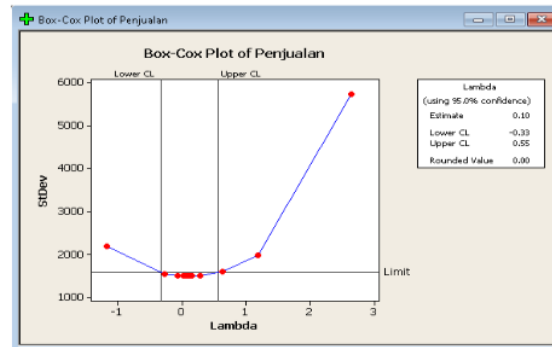 Box-Cox Plot of Penjualan
Box-Cox Plot of Penjualan
Lower CL
Upper CL
6000
5000
4000
3000
2000
1000
StDev
-1
0
1
2
3
Lambda
Limit
Lambda
(using 95.0% confidence)
Estimate 0.10
Lower CL -0.33
Upper CL 0.55
Rounded Value 0.00